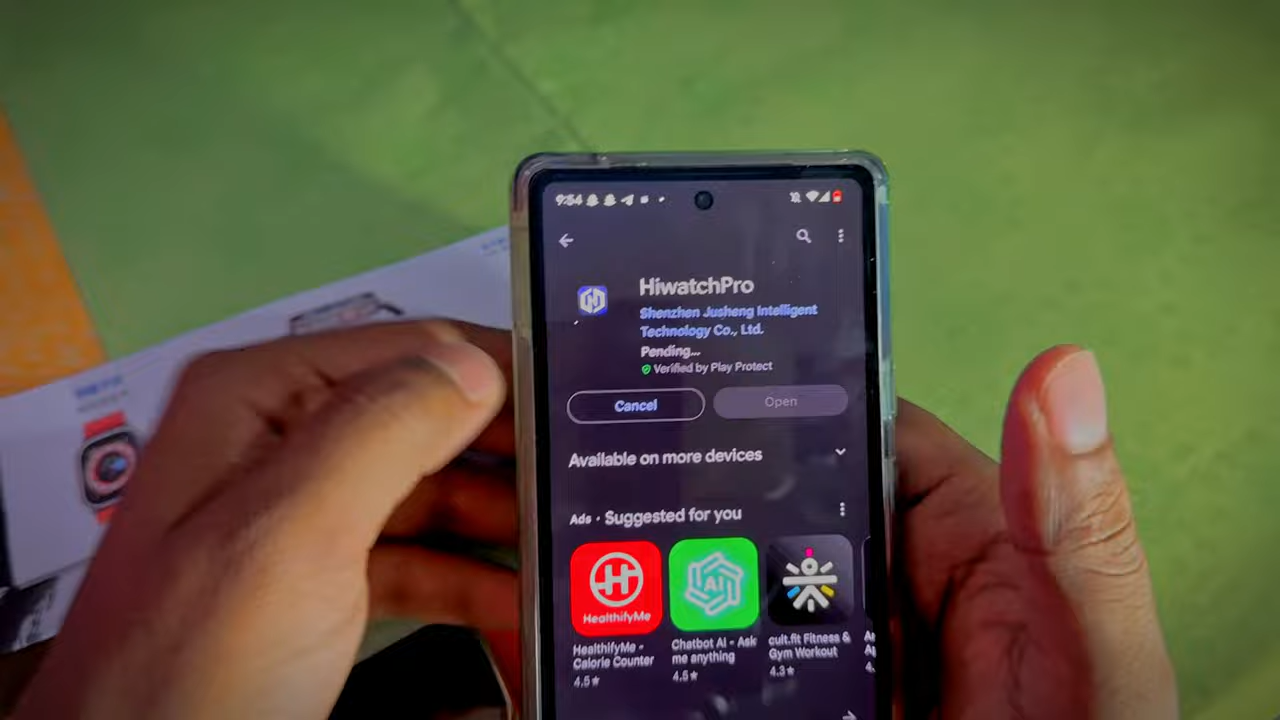 9:54
HiwatchPro
Shenzhen Jusheng Intelligent
Technology Co., Ltd.
Pending...
Verified by Play Protect
Cancel
Open
Available on more devices
Ads • Suggested for you
HealthifyMe
AI
HealthifyMe - Calorie Counter
4.5★
Chatbot AI - Ask me anything
4.5★
cult.fit Fitness & Gym Workout
4.3★